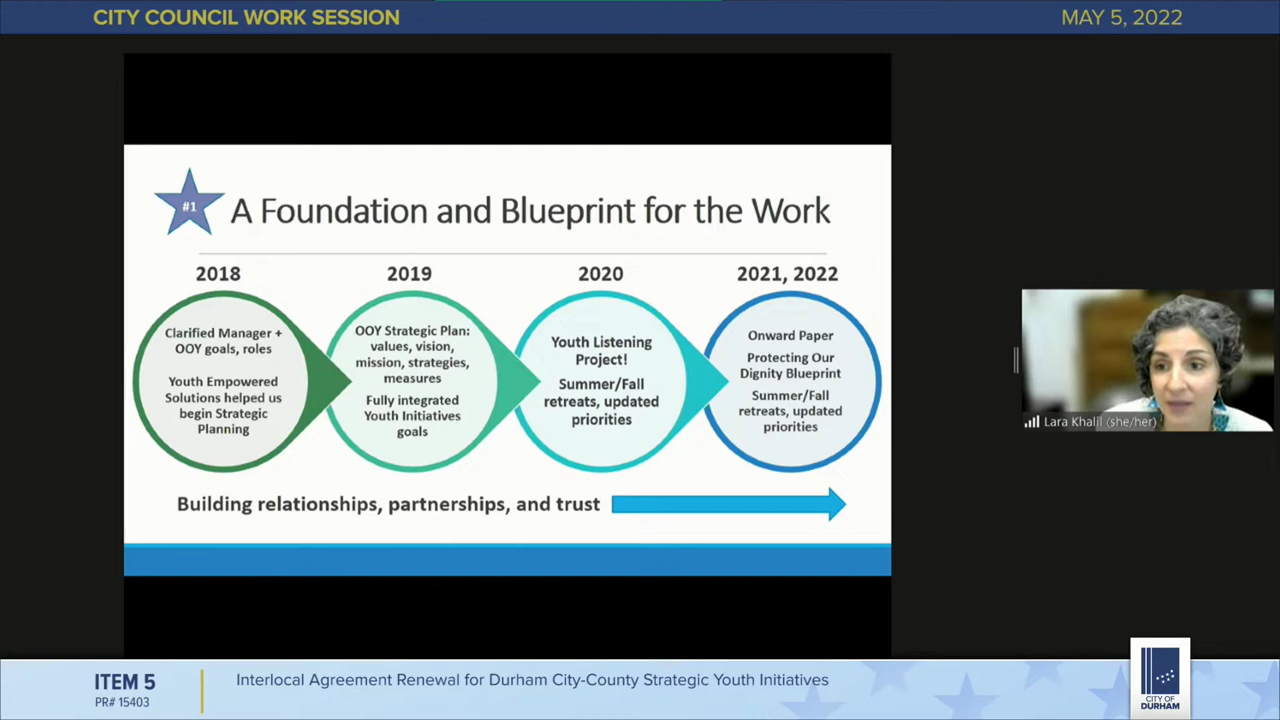 CITY COUNCIL WORK SESSION
MAY 5, 2022
#1
A Foundation and Blueprint for the Work
2018
Clarified Manager +
OOY goals, roles
Youth Empowered
Solutions helped us
begin Strategic
Planning
2019
OOY Strategic Plan:
values, vision,
mission, strategies,
measures
Fully integrated
Youth Initiatives
goals
2020
Youth Listening
Project!
Summer/Fall
retreats, updated
priorities
2021, 2022
Onward Paper
Protecting Our
Dignity Blueprint
Summer/Fall
retreats, updated
priorities
Building relationships, partnerships, and trust
Lara Khalil (she/her)
ITEM 5
PR# 15403
Interlocal Agreement Renewal for Durham City-County Strategic Youth Initiatives
CITY OF
DURHAM